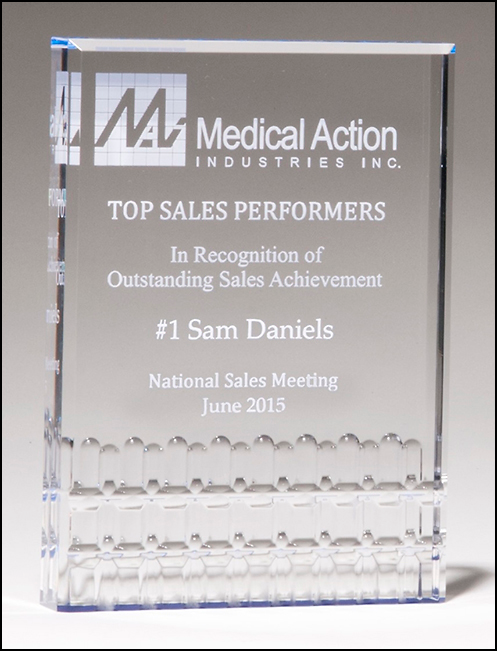 MAI
Medical Action
INDUSTRIES INC.
TOP SALES PERFORMERS
In Recognition of
Outstanding Sales Achievement
#1 Sam Daniels
National Sales Meeting
June 2015